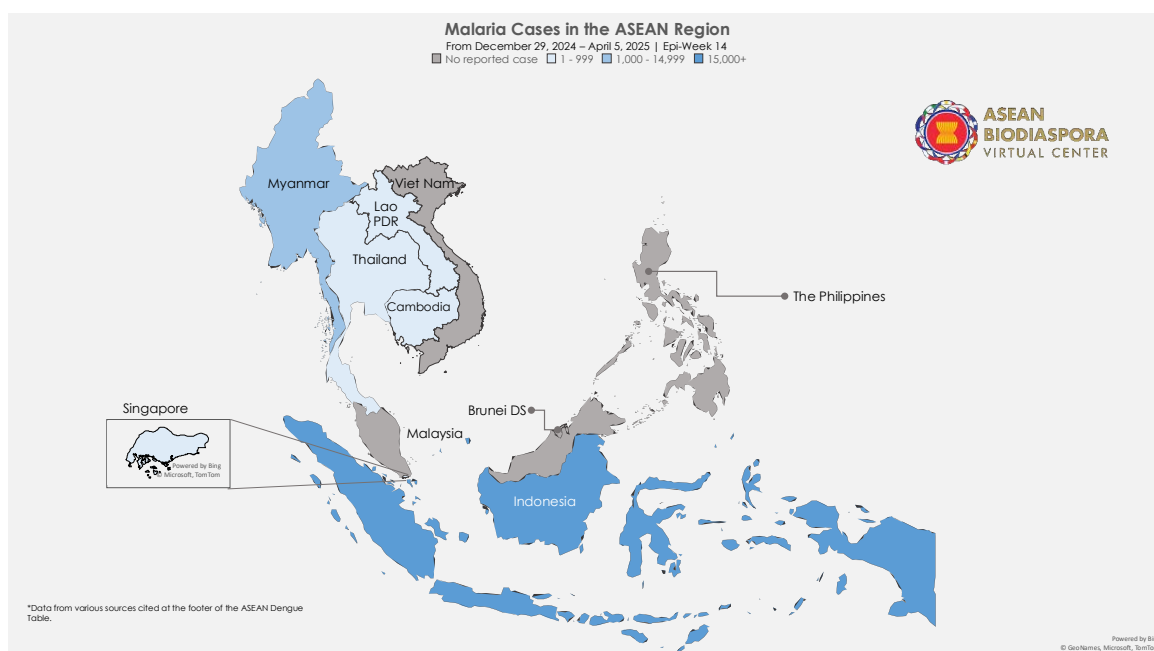 Malaria Cases in the ASEAN Region
From December 29, 2024 – April 5, 2025 | Epi-Week 14
No reported case 1 - 999 1,000 - 14,999 15,000+
ASEAN
BIODIASPORA
VIRTUAL CENTER
Myanmar
Viet Nam
Lao
PDR
Thailand
Cambodia
The Philippines
Singapore
Brunei DS
Malaysia
Powered by Bing
© Microsoft, TomTom
Indonesia
*Data from various sources cited at the footer of the ASEAN Dengue
Table.
Powered by Bi
© GeoNames, Microsoft, TomTo